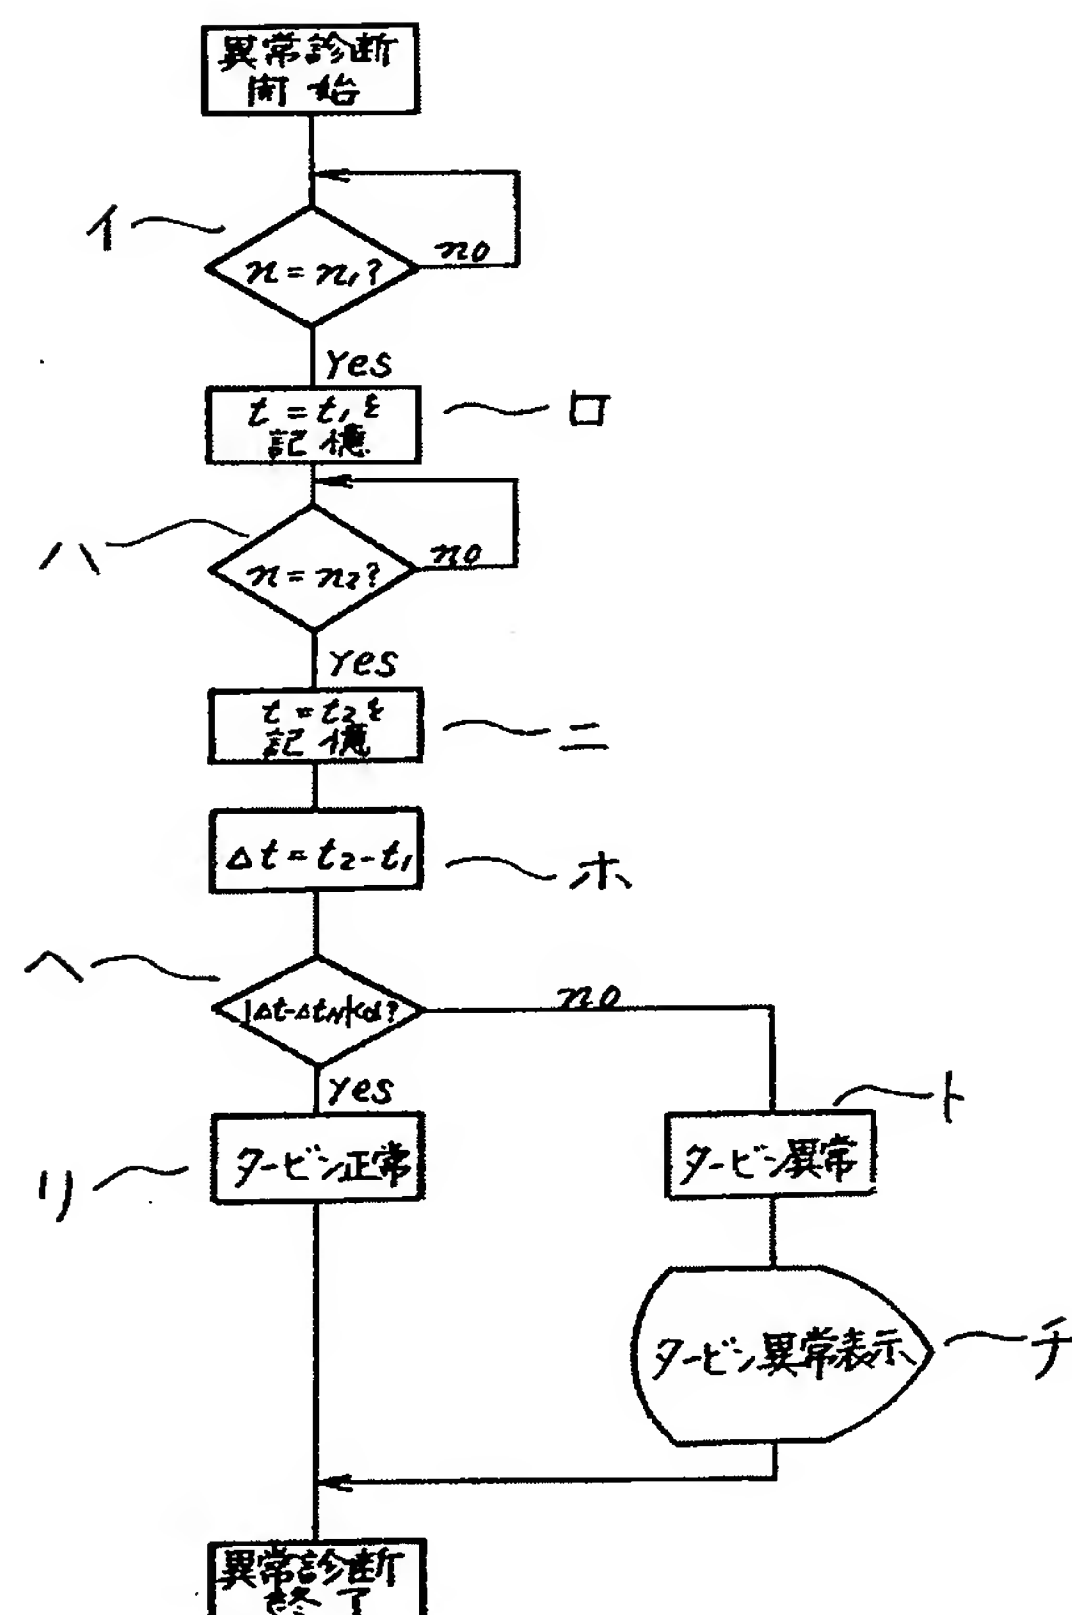 異常診断
開始
イ
n=n₁?
no
Yes
t=t₁を
記憶
ロ
ハ
n=n₂?
no
Yes
t=t₂を
記憶
ニ
Δt=t₂-t₁
ホ
ヘ
|Δt-Δt_N|<α?
no
Yes
ト
タービン正常
リ
タービン異常
タービン異常表示
チ
異常診断
終了